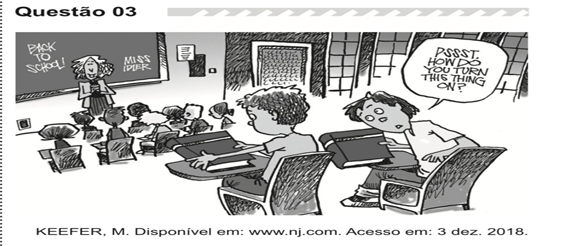 Questão 03
BACK
TO
SCHOOL!
MISS
IDLER
PSSST.
HOW DO
YOU TURN
THIS THING
ON?
KEEFER, M. Disponível em: www.nj.com. Acesso em: 3 dez. 2018.